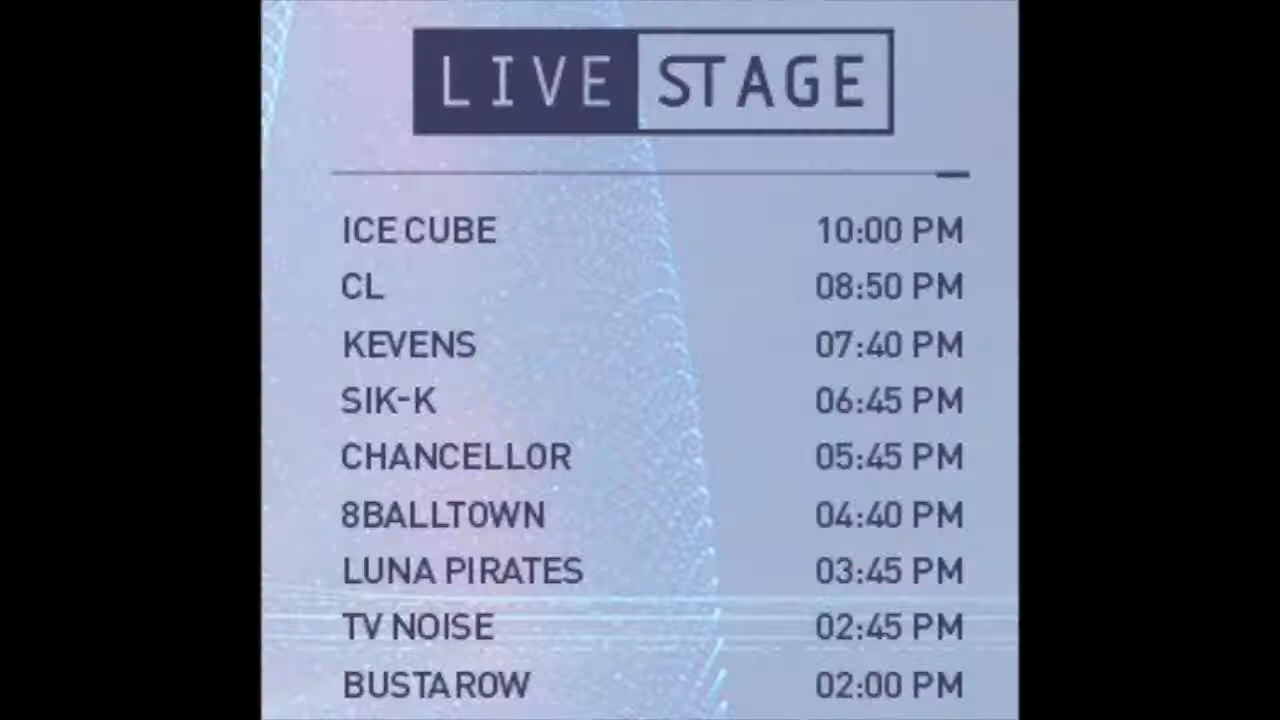 LIVE STAGE
ICE CUBE 10:00 PM
CL 08:50 PM
KEVENS 07:40 PM
SIK-K 06:45 PM
CHANCELLOR 05:45 PM
8BALLTOWN 04:40 PM
LUNA PIRATES 03:45 PM
TV NOISE 02:45 PM
BUSTAROW 02:00 PM